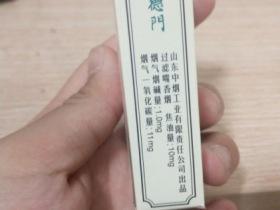 德門
山东中烟工业有限责任公司出品
过滤嘴香烟 焦油量:10mg
烟气烟碱量:1.0mg
烟气一氧化碳量:11mg